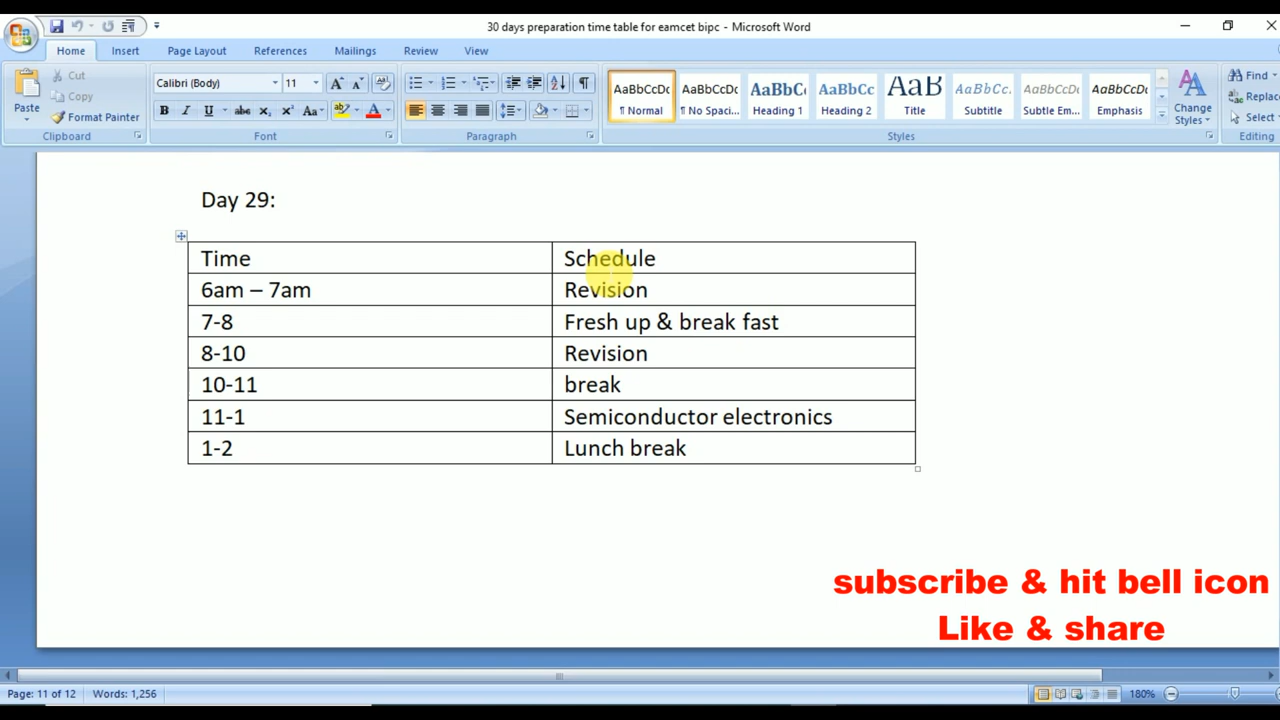 30 days preparation time table for eamcet bipc - Microsoft Word
Home Insert Page Layout References Mailings Review View
Paste
Cut
Copy
Format Painter
Clipboard
Calibri (Body) 11
B I U abc x₂ x² Aa
Font
Paragraph
AaBbCcDc AaBbCcDc AaBbC AaBbCc AaB AaBbCc. AaBbCcDc AaBbCcDc
¶ Normal ¶ No Spaci... Heading 1 Heading 2 Title Subtitle Subtle Em... Emphasis
Styles
Change Styles
Find
Replace
Select
Editing
Day 29:
Time Schedule
6am – 7am Revision
7-8 Fresh up & break fast
8-10 Revision
10-11 break
11-1 Semiconductor electronics
1-2 Lunch break
subscribe & hit bell icon
Like & share
Page: 11 of 12 Words: 1,256 180%